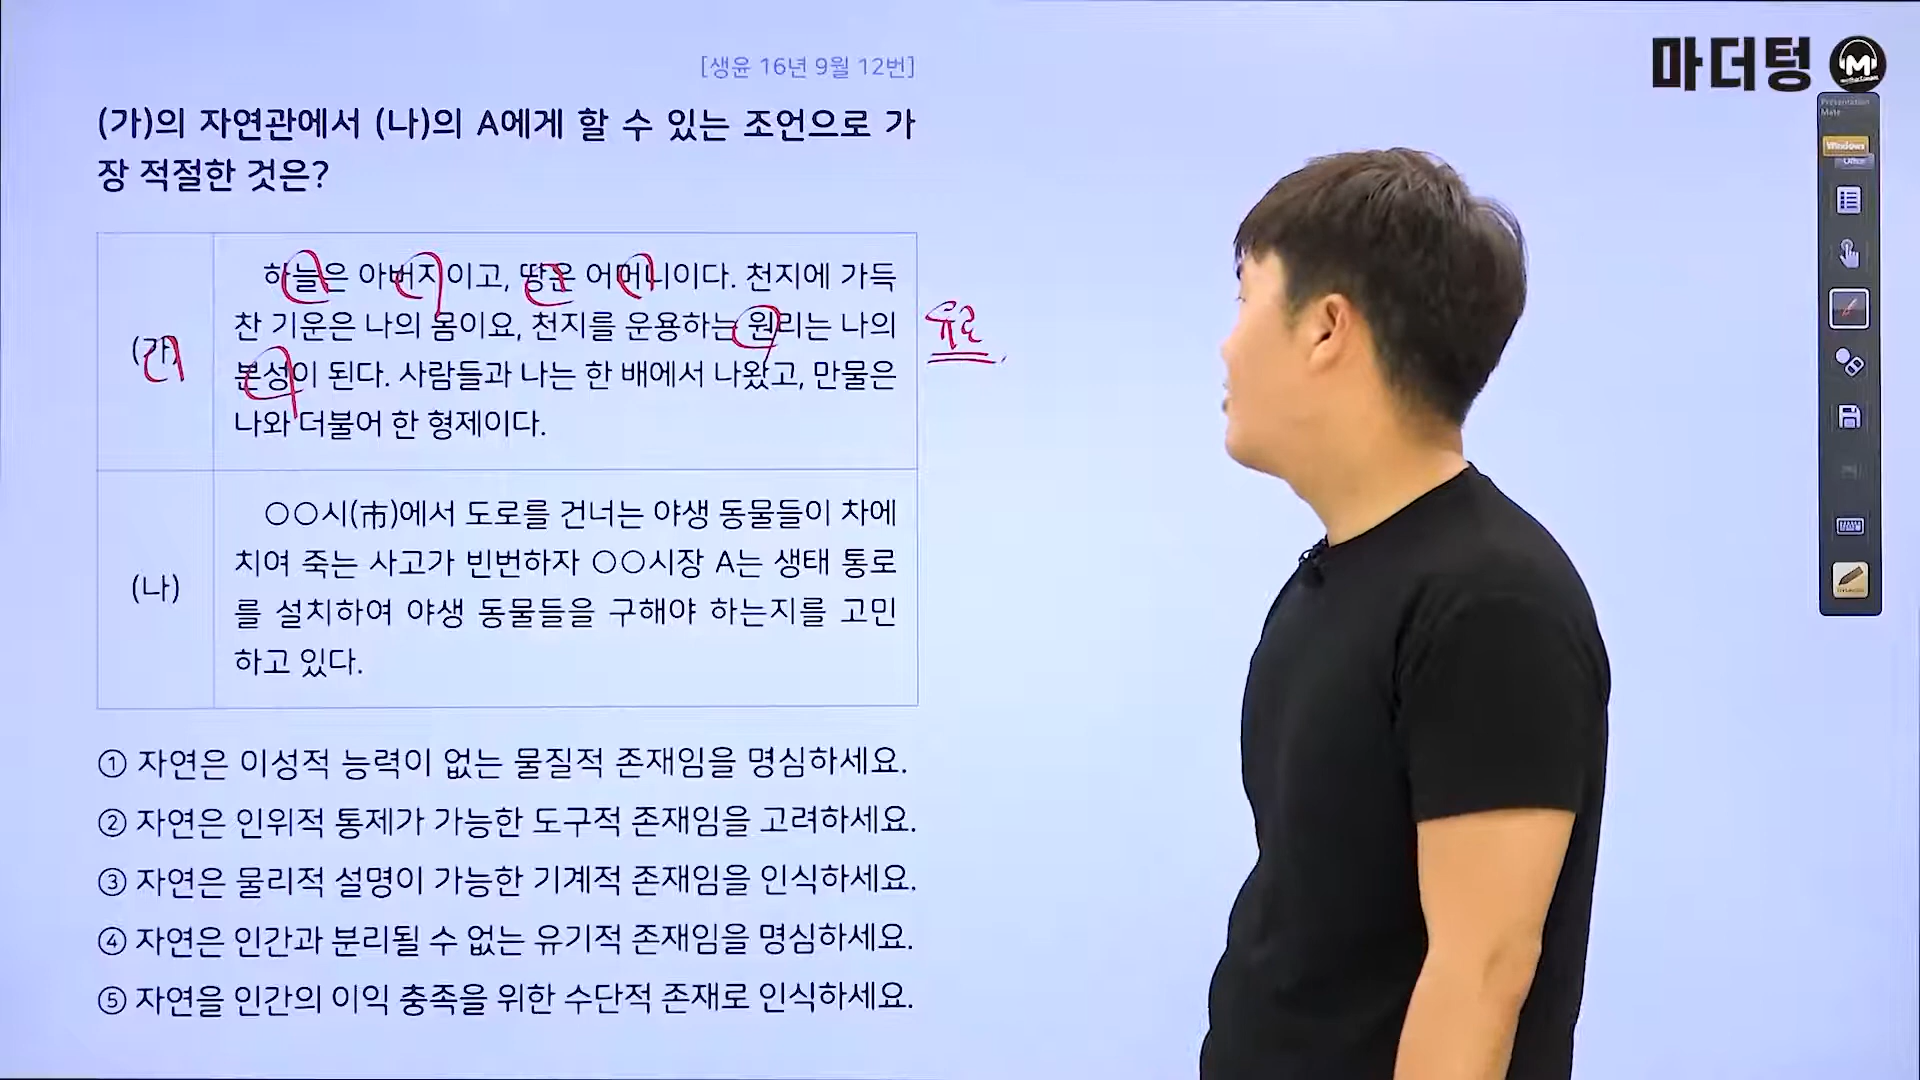 마더텅
M
Presentation
Mate
Windows
Office
[생윤 16년 9월 12번]
(가)의 자연관에서 (나)의 A에게 할 수 있는 조언으로 가
장 적절한 것은?
(가)
하늘은 아버지이고, 땅은 어머니이다. 천지에 가득
찬 기운은 나의 몸이요, 천지를 운용하는 원리는 나의
본성이 된다. 사람들과 나는 한 배에서 나왔고, 만물은
나와 더불어 한 형제이다.
(나)
○○시(市)에서 도로를 건너는 야생 동물들이 차에
치여 죽는 사고가 빈번하자 ○○시장 A는 생태 통로
를 설치하여 야생 동물들을 구해야 하는지를 고민
하고 있다.
① 자연은 이성적 능력이 없는 물질적 존재임을 명심하세요.
② 자연은 인위적 통제가 가능한 도구적 존재임을 고려하세요.
③ 자연은 물리적 설명이 가능한 기계적 존재임을 인식하세요.
④ 자연은 인간과 분리될 수 없는 유기적 존재임을 명심하세요.
⑤ 자연을 인간의 이익 충족을 위한 수단적 존재로 인식하세요.